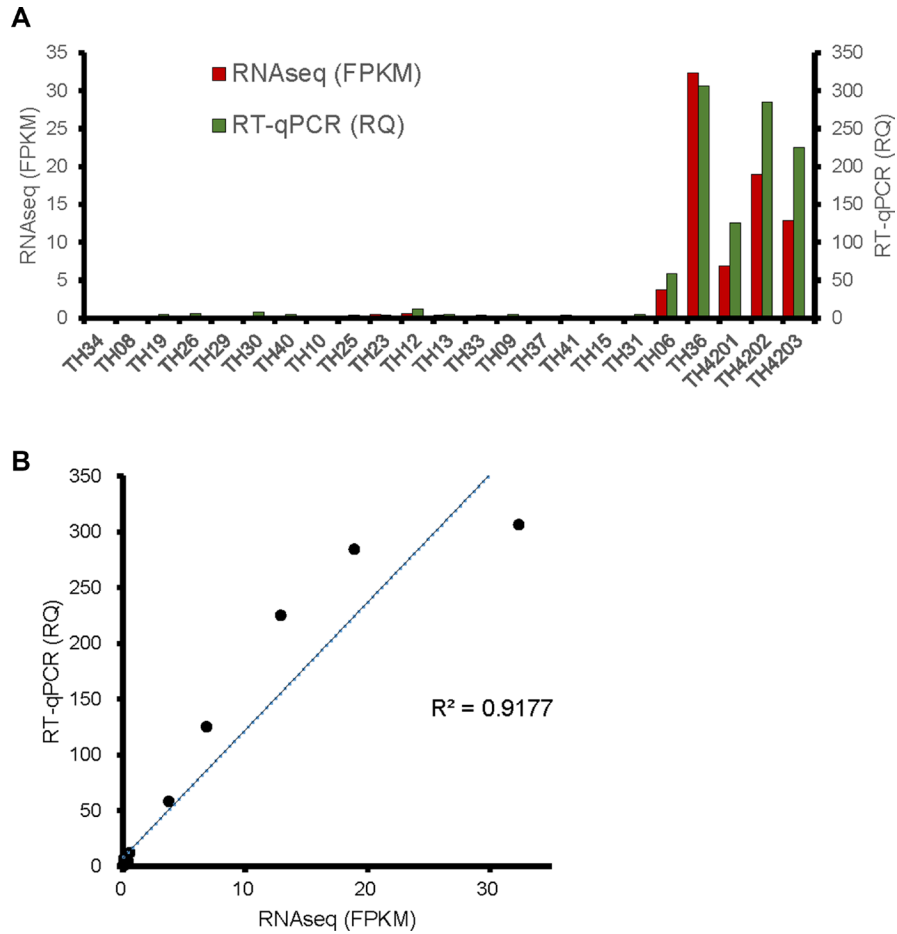 A
35
30
25
20
15
10
5
0
RNAseq (FPKM)
RNAseq (FPKM)
RT-qPCR (RQ)
350
300
250
200
150
100
50
0
RT-qPCR (RQ)
TH34
TH08
TH19
TH26
TH29
TH30
TH40
TH10
TH25
TH23
TH12
TH13
TH33
TH09
TH37
TH41
TH15
TH31
TH06
TH36
TH4201
TH4202
TH4203
B
350
300
250
200
150
100
50
0
RT-qPCR (RQ)
R² = 0.9177
0 10 20 30
RNAseq (FPKM)